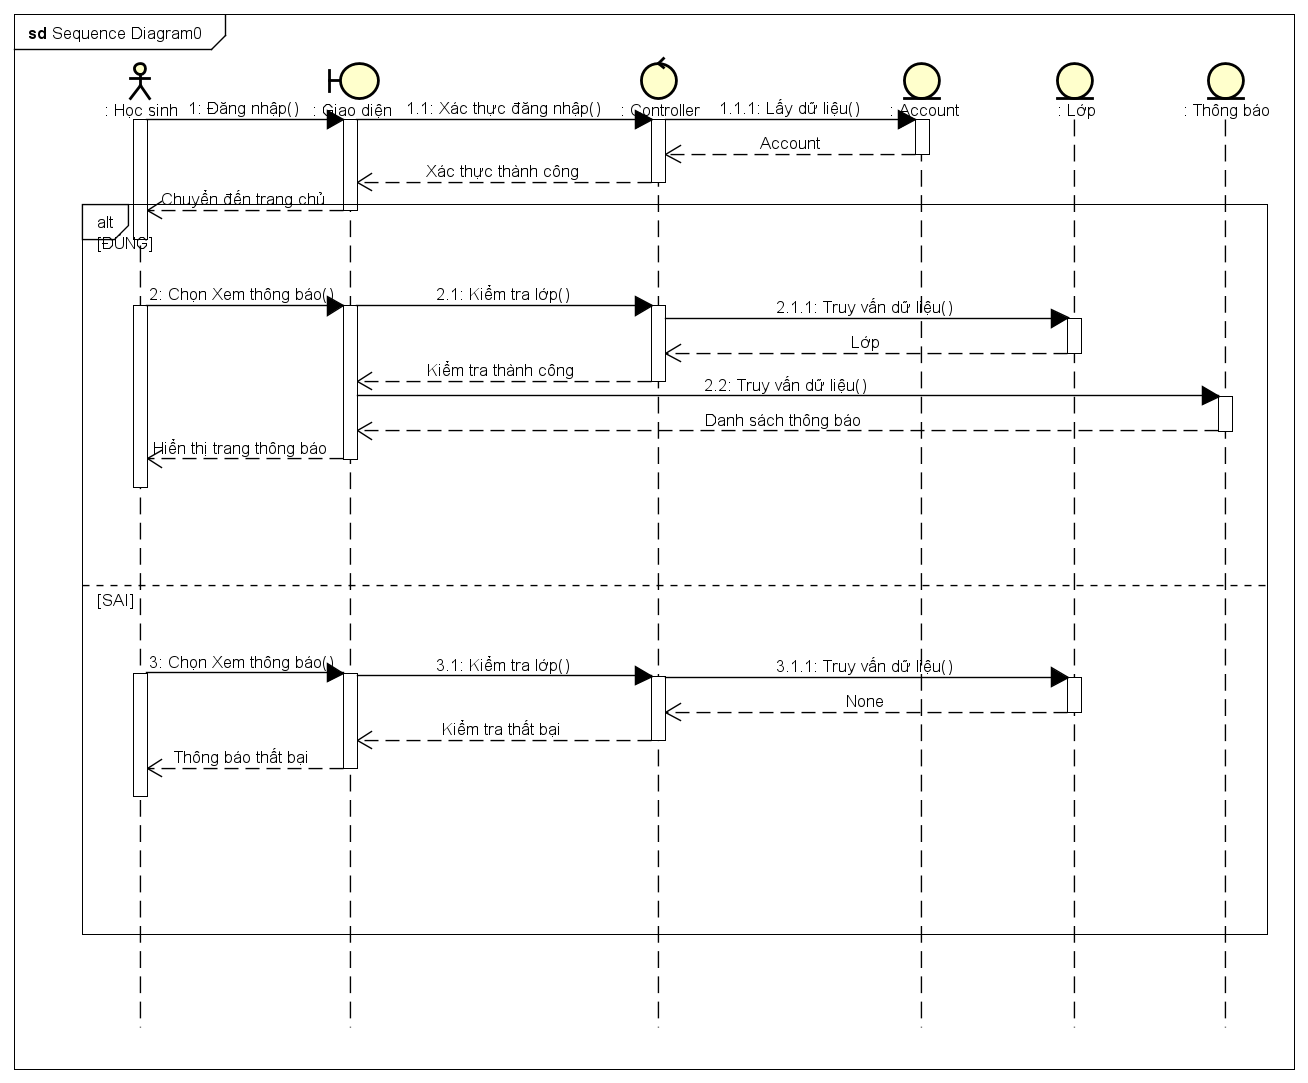 sd Sequence Diagram0
: Học sinh
: Giao diện
: Controller
: Account
: Lớp
: Thông báo
1: Đăng nhập()
1.1: Xác thực đăng nhập()
1.1.1: Lấy dữ liệu()
Account
Xác thực thành công
Chuyển đến trang chủ
alt
[ĐÚNG]
2: Chọn Xem thông báo()
2.1: Kiểm tra lớp()
2.1.1: Truy vấn dữ liệu()
Lớp
Kiểm tra thành công
2.2: Truy vấn dữ liệu()
Danh sách thông báo
Hiển thị trang thông báo
[SAI]
3: Chọn Xem thông báo()
3.1: Kiểm tra lớp()
3.1.1: Truy vấn dữ liệu()
None
Kiểm tra thất bại
Thông báo thất bại